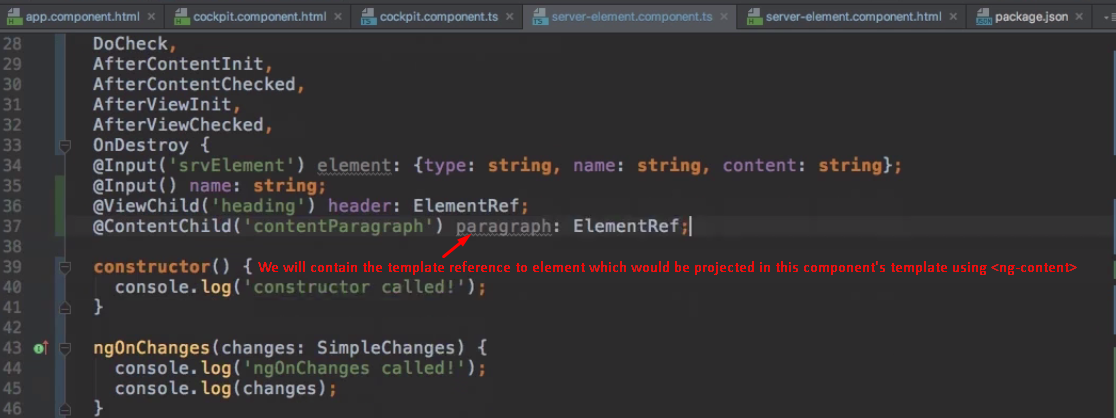 app.component.html × cockpit.component.html × cockpit.component.ts × server-element.component.ts × server-element.component.html × package.json ×
28 DoCheck,
29 AfterContentInit,
30 AfterContentChecked,
31 AfterViewInit,
32 AfterViewChecked,
33 OnDestroy {
34 @Input('srvElement') element: {type: string, name: string, content: string};
35 @Input() name: string;
36 @ViewChild('heading') header: ElementRef;
37 @ContentChild('contentParagraph') paragraph: ElementRef;
38
39 constructor() { We will contain the template reference to element which would be projected in this component's template using <ng-content>
40 console.log('constructor called!');
41 }
42
43 ngOnChanges(changes: SimpleChanges) {
44 console.log('ngOnChanges called!');
45 console.log(changes);
46 }